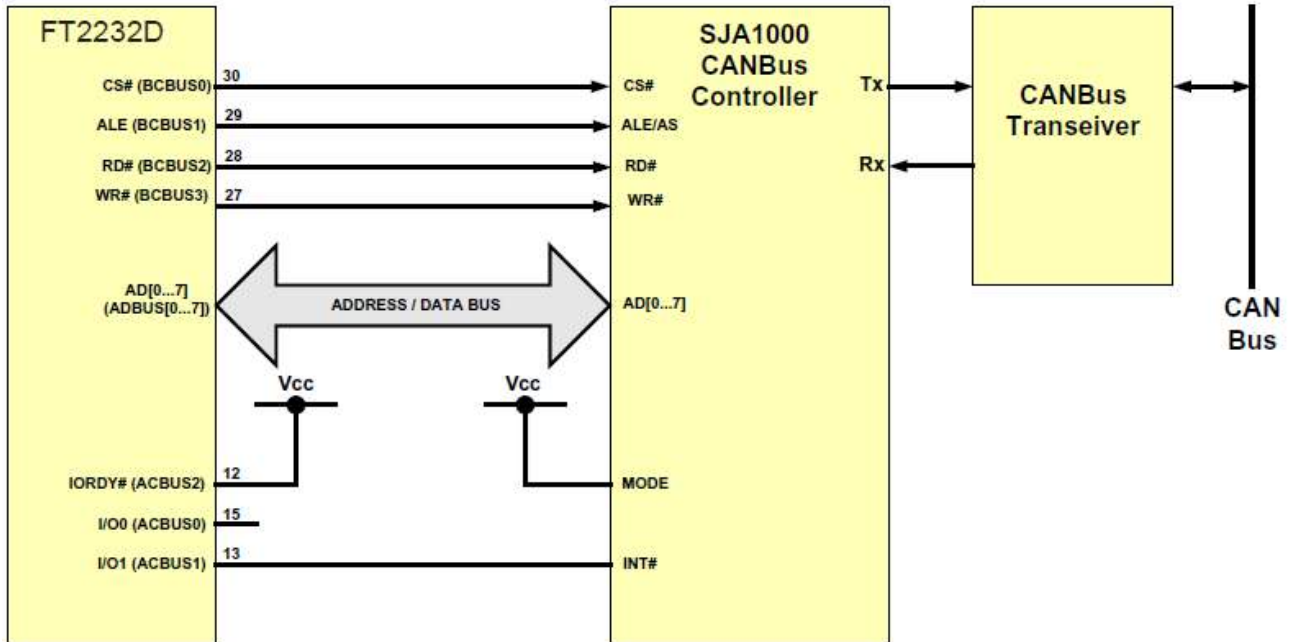 FT2232D
CS# (BCBUS0)
30
ALE (BCBUS1)
29
RD# (BCBUS2)
28
WR# (BCBUS3)
27
AD[0...7]
(ADBUS[0...7])
ADDRESS / DATA BUS
Vcc
Vcc
IORDY# (ACBUS2)
12
I/O0 (ACBUS0)
15
I/O1 (ACBUS1)
13
SJA1000
CANBus
Controller
CS#
ALE/AS
RD#
WR#
AD[0...7]
MODE
INT#
Tx
Rx
CANBus
Transeiver
CAN
Bus